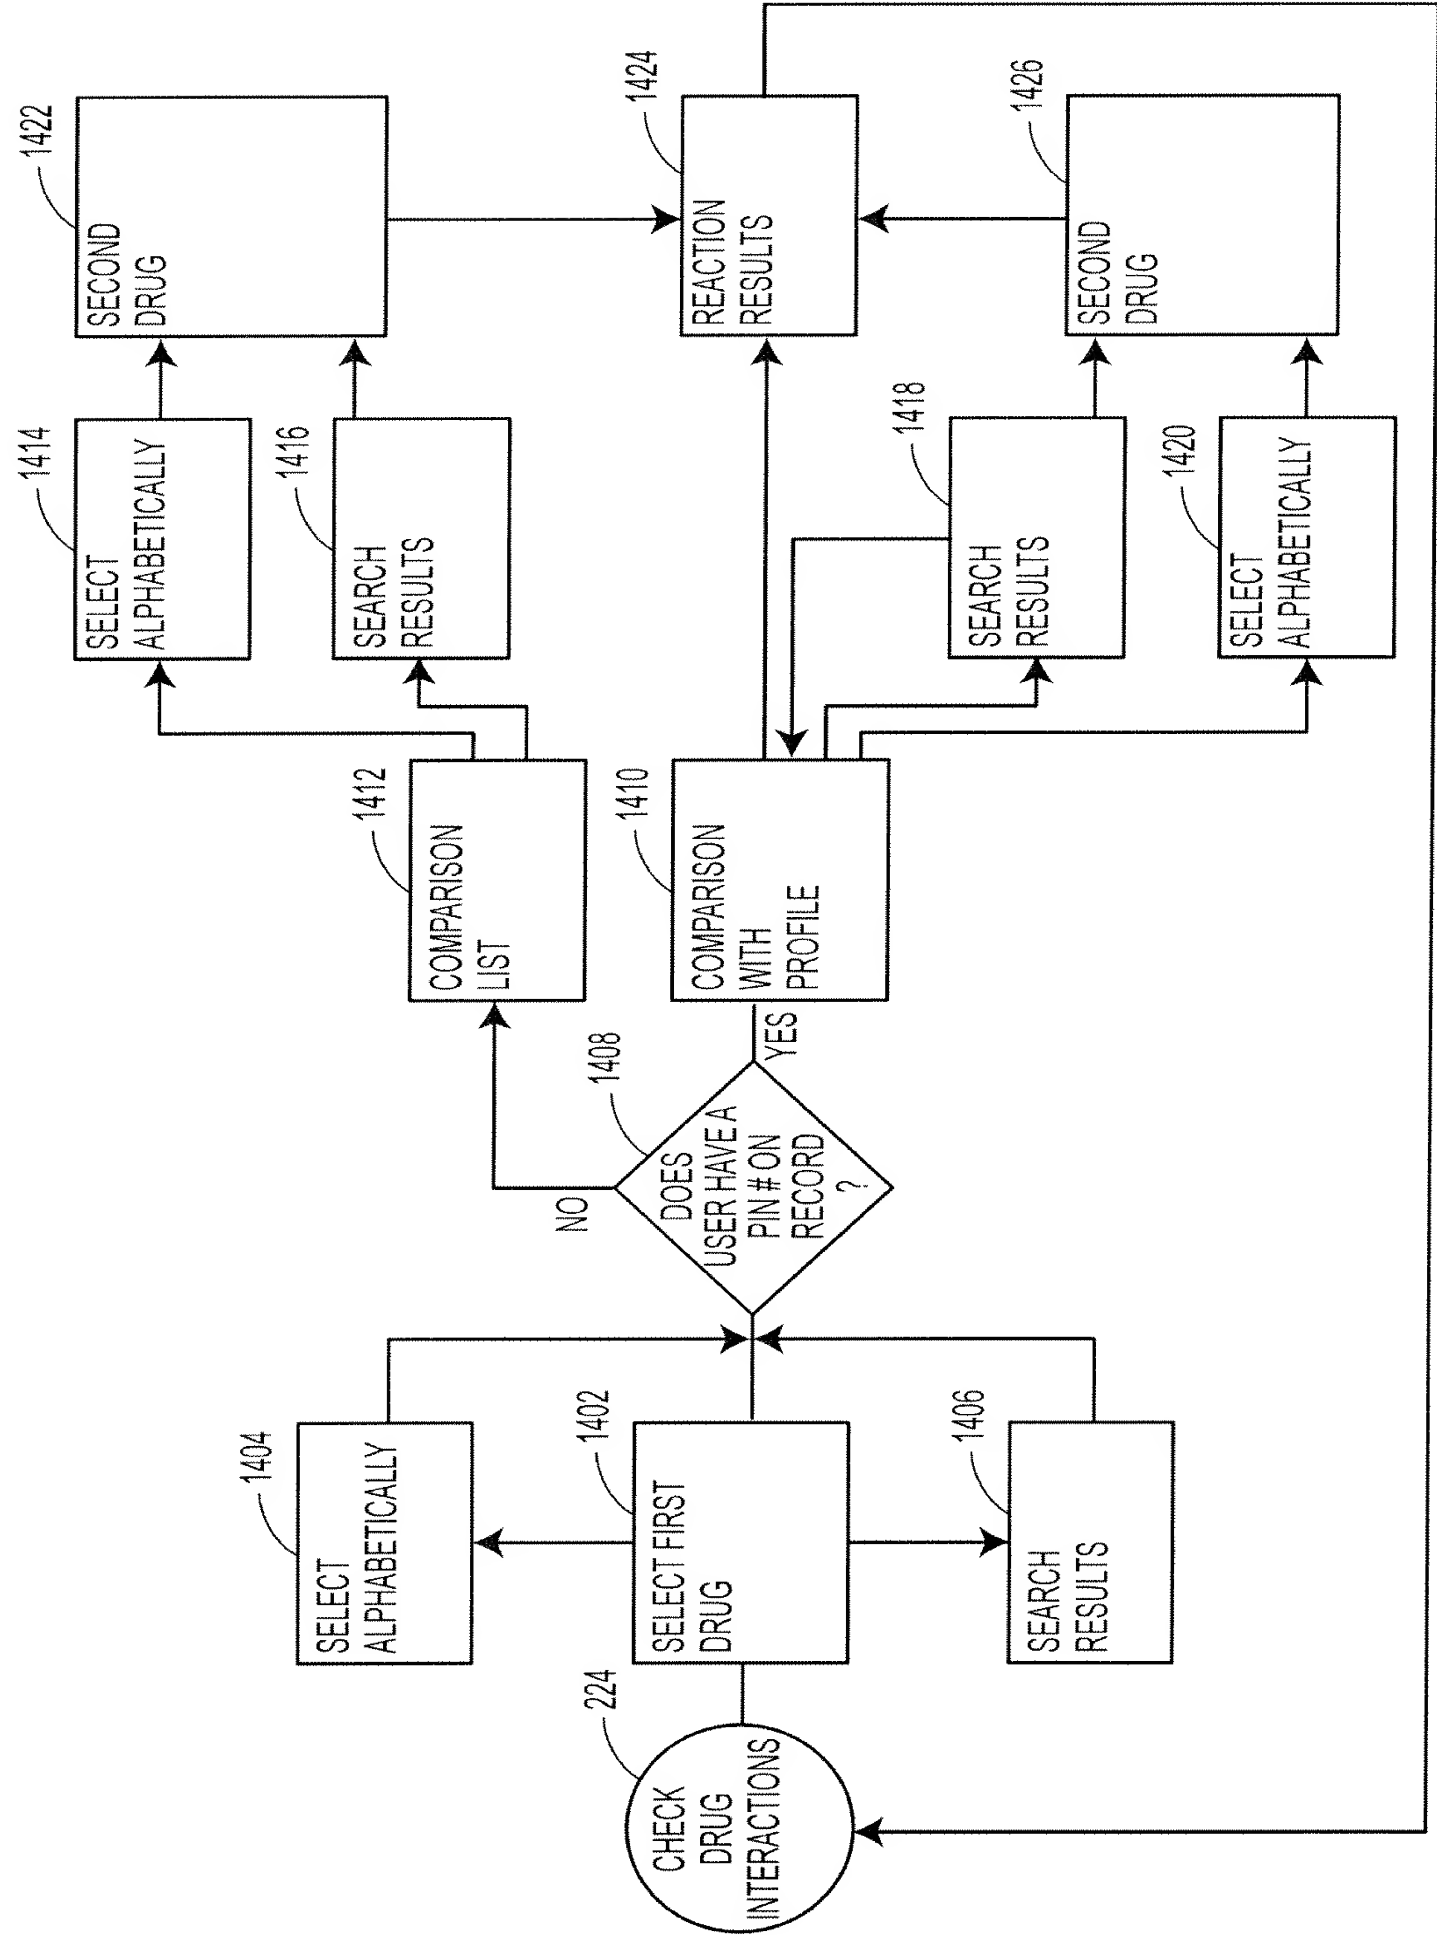 224
CHECK
DRUG
INTERACTIONS
1404
SELECT
ALPHABETICALLY
1402
SELECT FIRST
DRUG
1406
SEARCH
RESULTS
1408
DOES
USER HAVE A
PIN # ON
RECORD
?
NO
YES
1412
COMPARISON
LIST
1410
COMPARISON
WITH
PROFILE
1414
SELECT
ALPHABETICALLY
1416
SEARCH
RESULTS
1418
SEARCH
RESULTS
1420
SELECT
ALPHABETICALLY
1422
SECOND
DRUG
1424
REACTION
RESULTS
1426
SECOND
DRUG